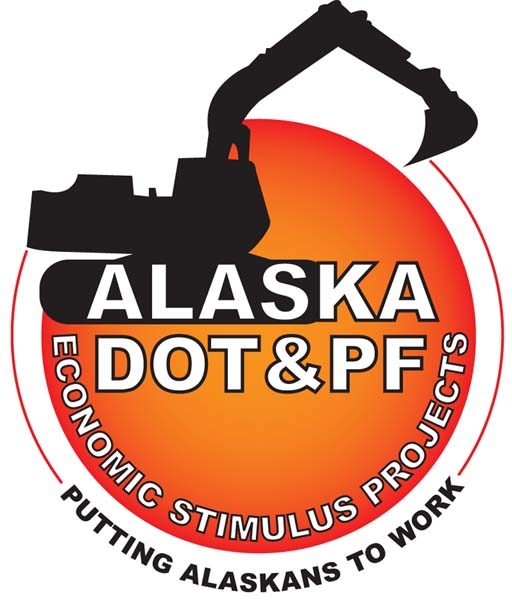 ALASKA
DOT&PF
ECONOMIC STIMULUS PROJECTS
PUTTING ALASKANS TO WORK